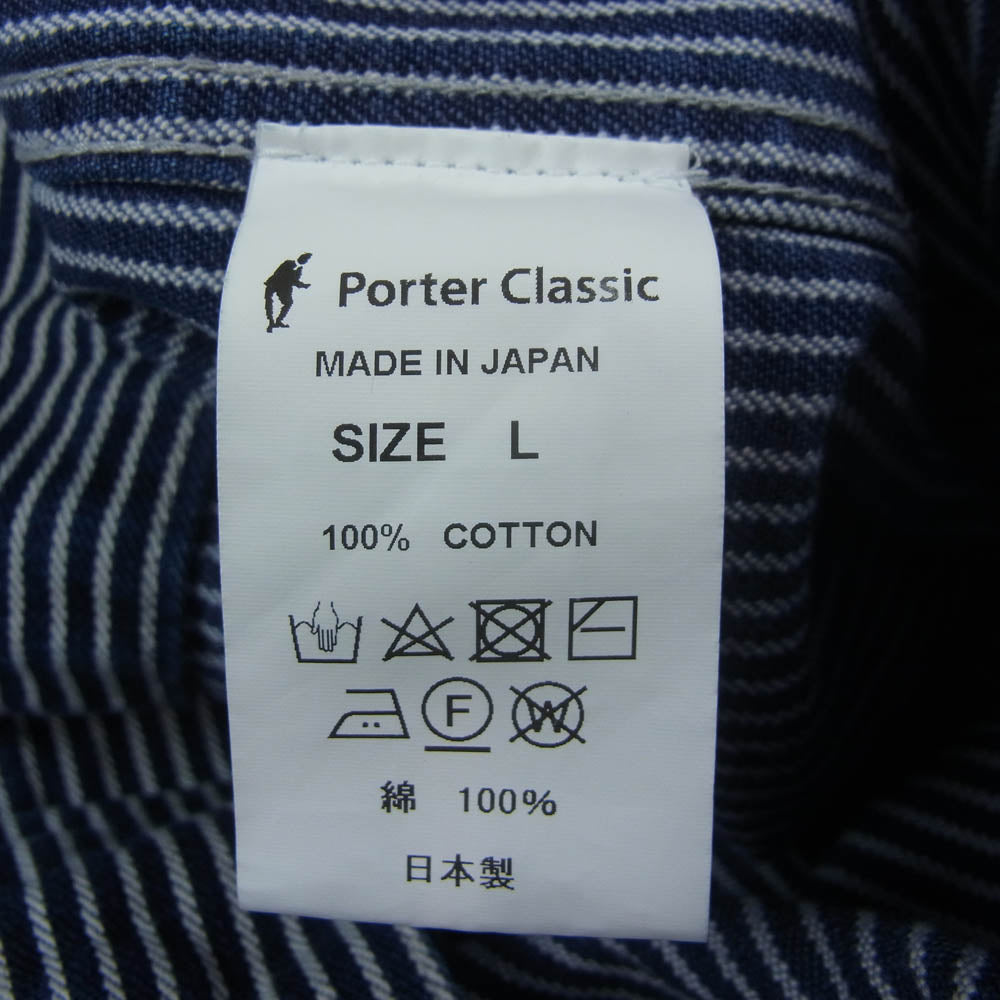 Porter Classic
MADE IN JAPAN
SIZE L
100% COTTON
F W
綿 100%
日本製